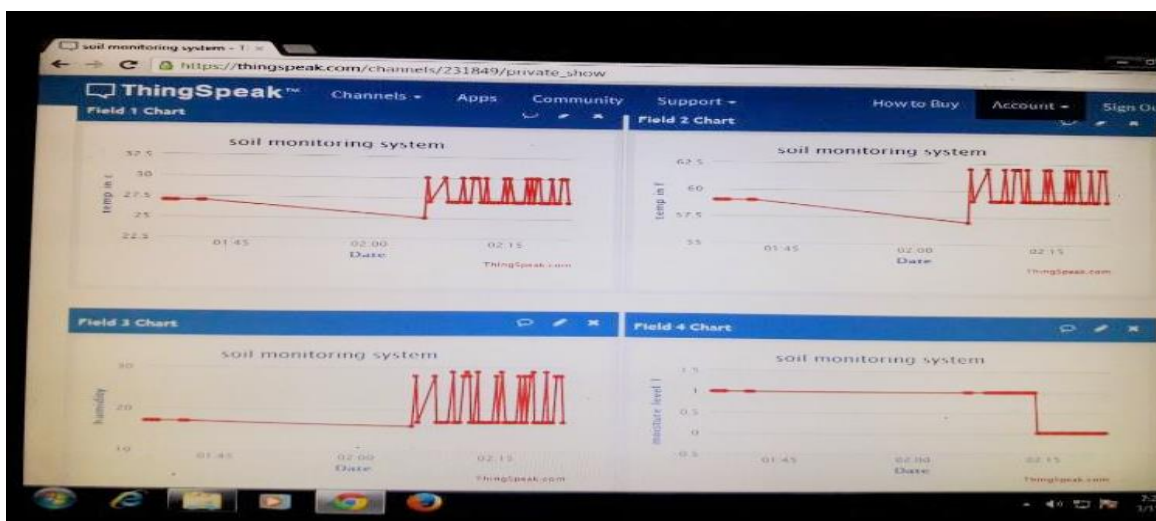 soil monitoring system - T
https://thingspeak.com/channels/231849/private_show
ThingSpeak™ Channels Apps Community Support How to Buy Account Sign Ou
Field 1 Chart
soil monitoring system
32.5
30
27.5
25
22.5
temp in c
01:45 02:00 02:15
Date
ThingSpeak.com
Field 2 Chart
soil monitoring system
62.5
60
57.5
55
temp in f
01:45 02:00 02:15
Date
ThingSpeak.com
Field 3 Chart
soil monitoring system
30
20
10
humidity
01:45 02:00 02:15
Date
ThingSpeak.com
Field 4 Chart
soil monitoring system
1.5
1
0.5
0
-0.5
moisture level
01:45 02:00 02:15
Date
ThingSpeak.com